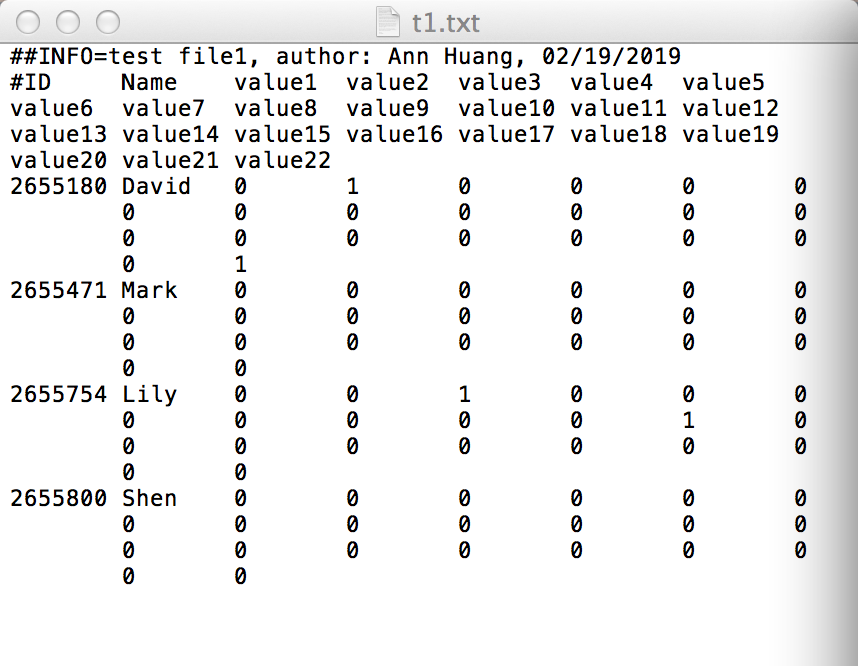 t1.txt
##INFO=test file1, author: Ann Huang, 02/19/2019
#ID Name value1 value2 value3 value4 value5
value6 value7 value8 value9 value10 value11 value12
value13 value14 value15 value16 value17 value18 value19
value20 value21 value22
2655180 David 0 1 0 0 0 0
0 0 0 0 0 0 0
0 0 0 0 0 0 0
0 1
2655471 Mark 0 0 0 0 0 0
0 0 0 0 0 0 0
0 0 0 0 0 0 0
0 0
2655754 Lily 0 0 1 0 0 0
0 0 0 0 0 1 0
0 0 0 0 0 0 0
0 0
2655800 Shen 0 0 0 0 0 0
0 0 0 0 0 0 0
0 0 0 0 0 0 0
0 0